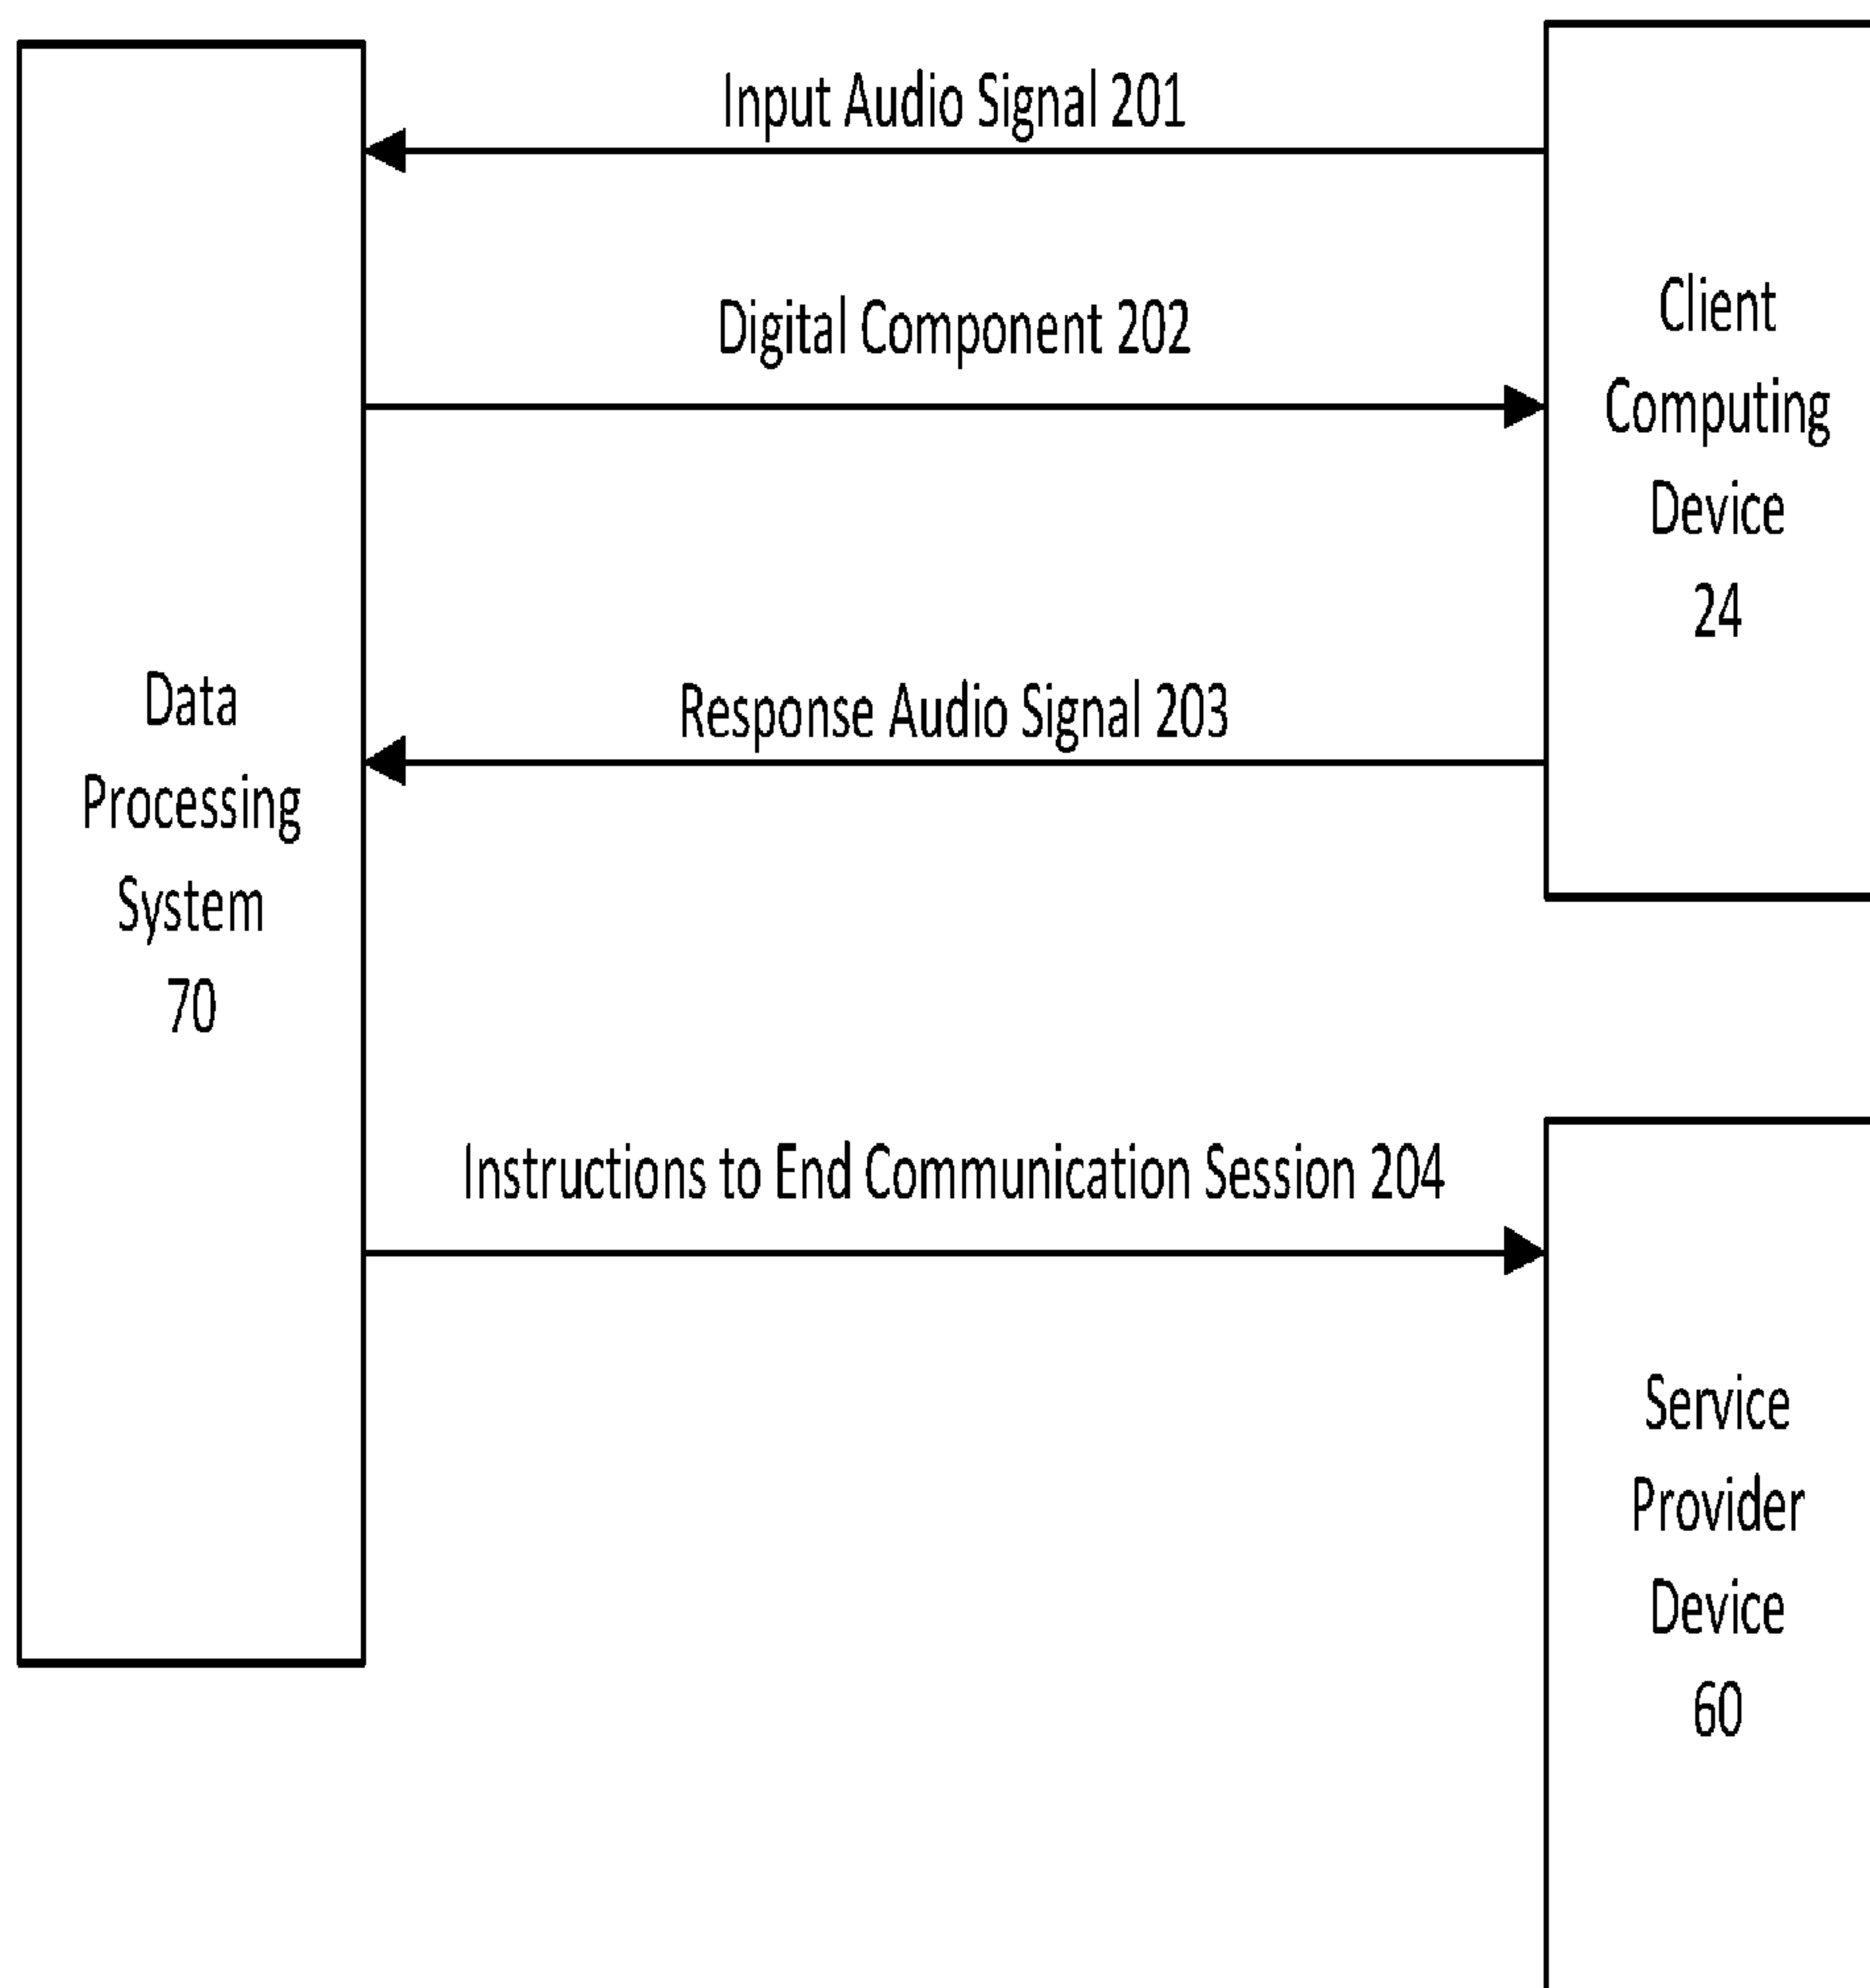 Input Audio Signal 201
Digital Component 202
Client
Computing
Device
24
Response Audio Signal 203
Data
Processing
System
70
Instructions to End Communication Session 204
Service
Provider
Device
60